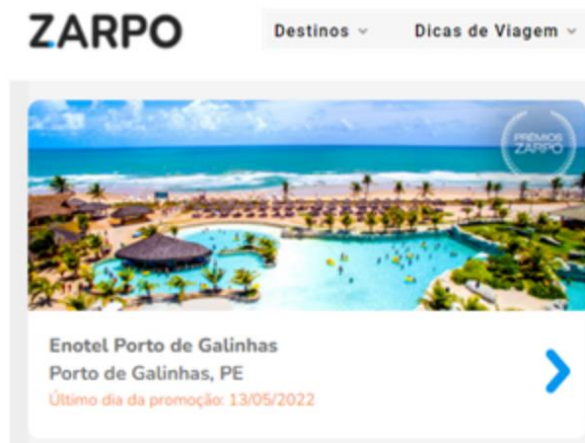 ZARPO
Destinos
Dicas de Viagem
PRÊMIOS
ZARPO
Enotel Porto de Galinhas
Porto de Galinhas, PE
Último dia da promoção: 13/05/2022